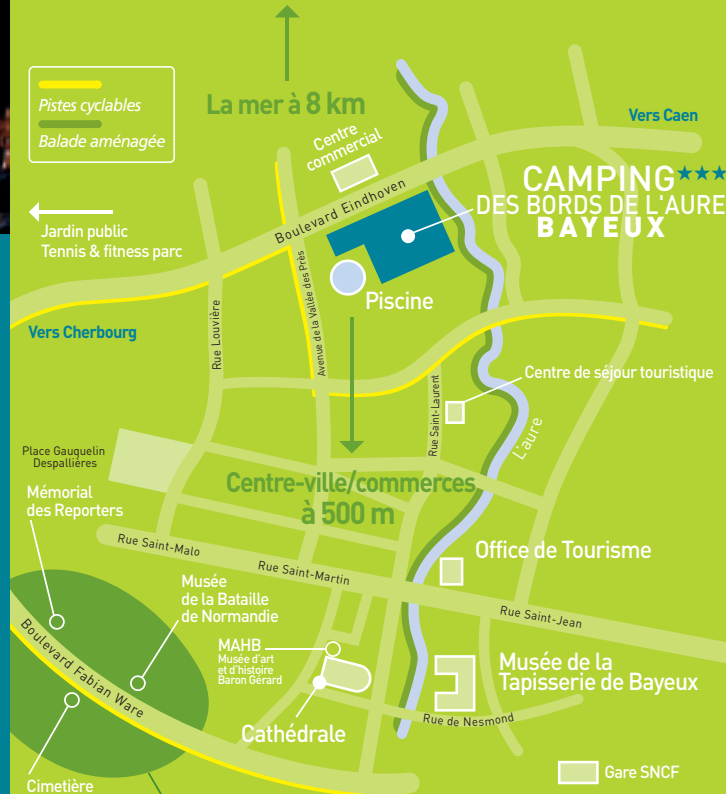 Pistes cyclables
Balade aménagée
La mer à 8 km
Centre
commercial
Vers Caen
CAMPING★★★
DES BORDS DE L'AURE
BAYEUX
Boulevard Eindhoven
Jardin public
Tennis & fitness parc
Piscine
Vers Cherbourg
Rue Louvière
Avenue de la Vallée des Prés
Rue Saint-Laurent
Centre de séjour touristique
L'aure
Place Gauquelin
Despallières
Centre-ville/commerces
à 500 m
Mémorial
des Reporters
Rue Saint-Malo
Rue Saint-Martin
Office de Tourisme
Rue Saint-Jean
Musée
de la Bataille
de Normandie
Boulevard Fabian Ware
MAHB
Musée d'art
et d'histoire
Baron Gérard
Musée de la
Tapisserie de Bayeux
Rue de Nesmond
Cathédrale
Cimetière
Gare SNCF